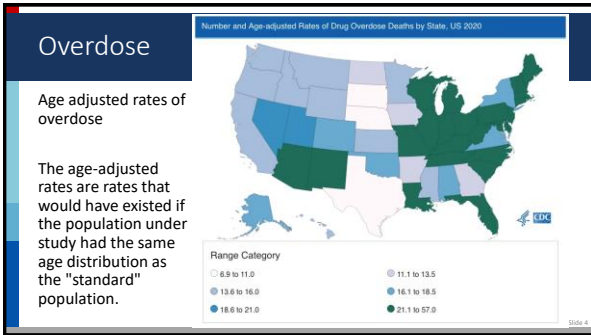 Overdose
Age adjusted rates of
overdose
The age-adjusted
rates are rates that
would have existed if
the population under
study had the same
age distribution as
the "standard"
population.
Number and Age-adjusted Rates of Drug Overdose Deaths by State, US 2020
CDC
Range Category
6.9 to 11.0
11.1 to 13.5
13.6 to 16.0
16.1 to 18.5
18.6 to 21.0
21.1 to 57.0
Slide 4